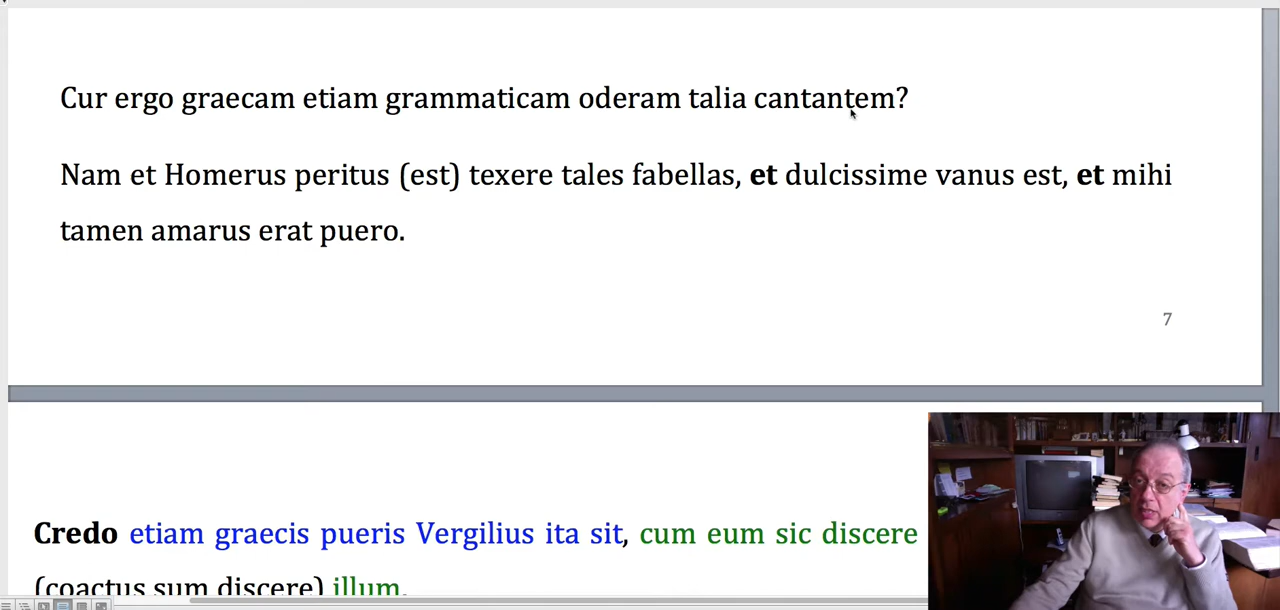 Cur ergo graecam etiam grammaticam oderam talia cantantem?
Nam et Homerus peritus (est) texere tales fabellas, et dulcissime vanus est, et mihi
tamen amarus erat puero.
7
Credo etiam graecis pueris Vergilius ita sit, cum eum sic discere
(coactus sum discere) illum.